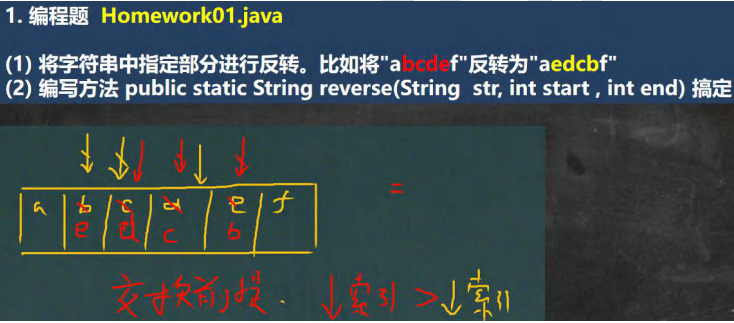 1. 编程题 Homework01.java
(1) 将字符串中指定部分进行反转。比如将"abcdef"反转为"aedcbf"
(2) 编写方法 public static String reverse(String str, int start , int end) 搞定
a b c d e f
e d c b
=
交换前提. ↓索引 > ↓索引